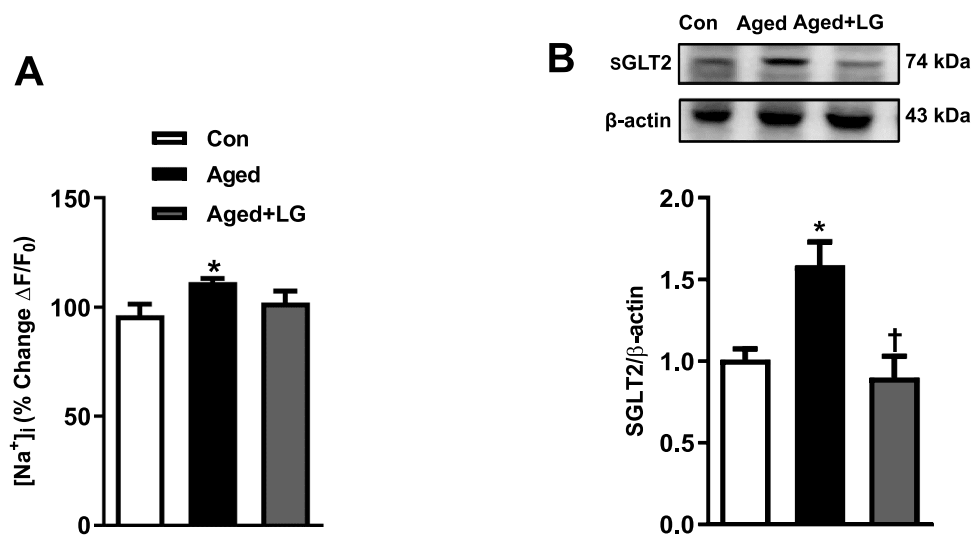 A
Con
Aged
Aged+LG
150
100
50
0
[Na⁺]i (% Change ΔF/F₀)
*
B
Con Aged Aged+LG
sGLT2 74 kDa
β-actin 43 kDa
2.0
1.5
1.0
0.5
0.0
SGLT2/β-actin
*
†